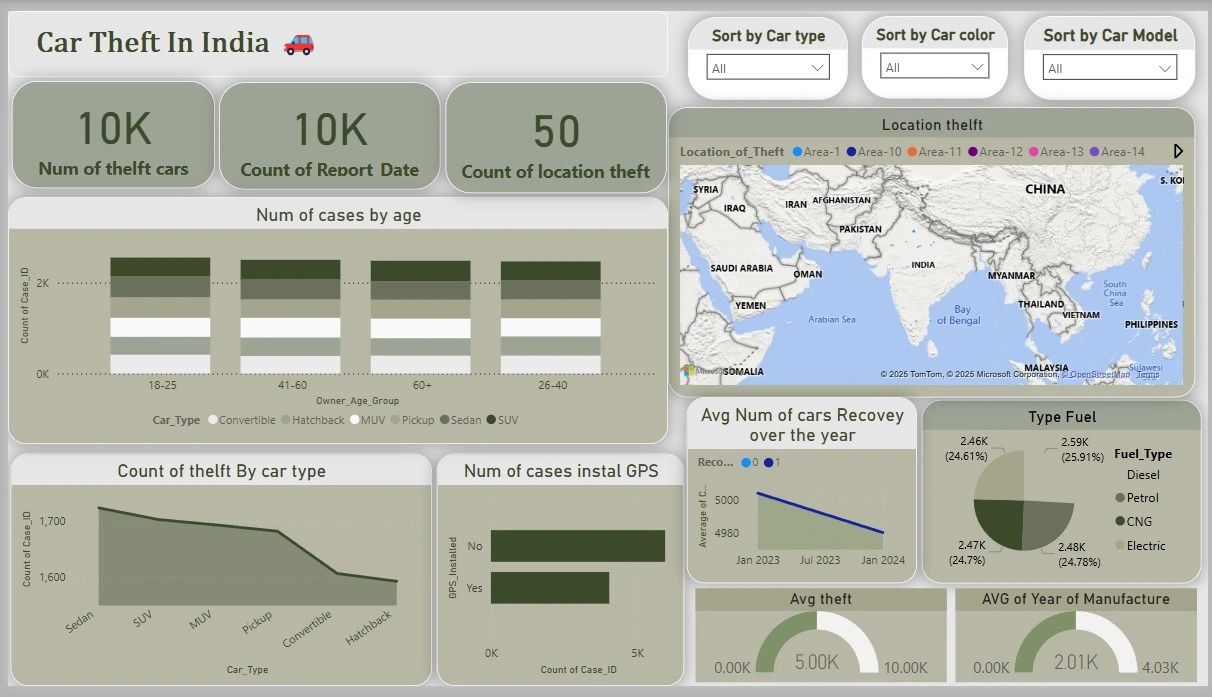 Car Theft In India
Sort by Car type
All
Sort by Car color
All
Sort by Car Model
All
10K
Num of thelft cars
10K
Count of Report Date
50
Count of location theft
Location thelft
Location_of_Theft Area-1 Area-10 Area-11 Area-12 Area-13 Area-14
SYRIA
IRAQ
IRAN
AFGHANISTAN
PAKISTAN
CHINA
S. KO
SAUDI ARABIA
OMAN
YEMEN
INDIA
MYANMAR
THAILAND
VIETNAM
South
China
Sea
PHILIPPINES
Arabian Sea
Bay
of Bengal
SOMALIA
MALAYSIA
Sulawesi
© 2025 TomTom, © 2025 Microsoft Corporation, © OpenStreetMap Terms
Num of cases by age
Count of Case_ID
2K
0K
18-25
41-60
60+
26-40
Owner_Age_Group
Car_Type Convertible Hatchback MUV Pickup Sedan SUV
Count of thelft By car type
Count of Case_ID
1,700
1,600
Sedan
SUV
MUV
Pickup
Convertible
Hatchback
Car_Type
Num of cases instal GPS
GPS_Installed
No
Yes
0K
5K
Count of Case_ID
Avg Num of cars Recovey
over the year
Reco... 0 1
Average of C...
5000
4980
Jan 2023
Jul 2023
Jan 2024
Type Fuel
2.46K
(24.61%)
2.59K
(25.91%)
2.47K
(24.7%)
2.48K
(24.78%)
Fuel_Type
Diesel
Petrol
CNG
Electric
Avg theft
0.00K
5.00K
10.00K
AVG of Year of Manufacture
0.00K
2.01K
4.03K